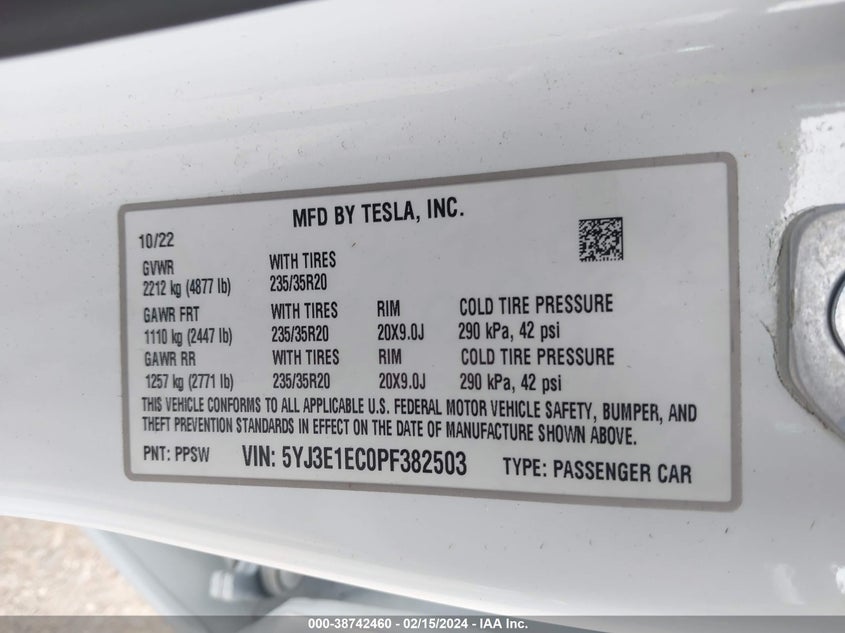 MFD BY TESLA, INC.
10/22
GVWR WITH TIRES
2212 kg (4877 lb) 235/35R20
GAWR FRT WITH TIRES RIM COLD TIRE PRESSURE
1110 kg (2447 lb) 235/35R20 20X9.0J 290 kPa, 42 psi
GAWR RR WITH TIRES RIM COLD TIRE PRESSURE
1257 kg (2771 lb) 235/35R20 20X9.0J 290 kPa, 42 psi
THIS VEHICLE CONFORMS TO ALL APPLICABLE U.S. FEDERAL MOTOR VEHICLE SAFETY, BUMPER, AND
THEFT PREVENTION STANDARDS IN EFFECT ON THE DATE OF MANUFACTURE SHOWN ABOVE.
PNT: PPSW VIN: 5YJ3E1EC0PF382503 TYPE: PASSENGER CAR
000-38742460 - 02/15/2024 - IAA Inc.